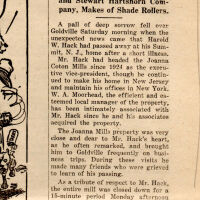 and Stewart Hartshorn Com-
pany, Makes of Shade Rollers.
A pall of deep sorrow fell over
Goldville Saturday morning when the
unexpected news came that Harold
W. Hack had passed away at his Sum-
mit, N. J., home after a short illness.
Mr. Hack had headed the Joanna
Coton Mills since 1924 as the exec-
tive vice-president, though he contin-
ued to make his home in New Jersey
and maintain his offices in New York.
W. A. Moorhead, the efficient and es-
teemed local manager of the property,
has been intimately associated with
Mr. Hack since he and his associates
acquired the property.
The Joanna Mills property was very
close and dear to Mr. Hack's heart,
as he often remarked, and brought
him to Goldville frequently on busi-
ness trips. During these visits he
made many friends who were grieved
to learn of his passing.
As a tribute of respect to Mr. Hack,
the entire mill was closed down for a
15-minute period Monday afternoon